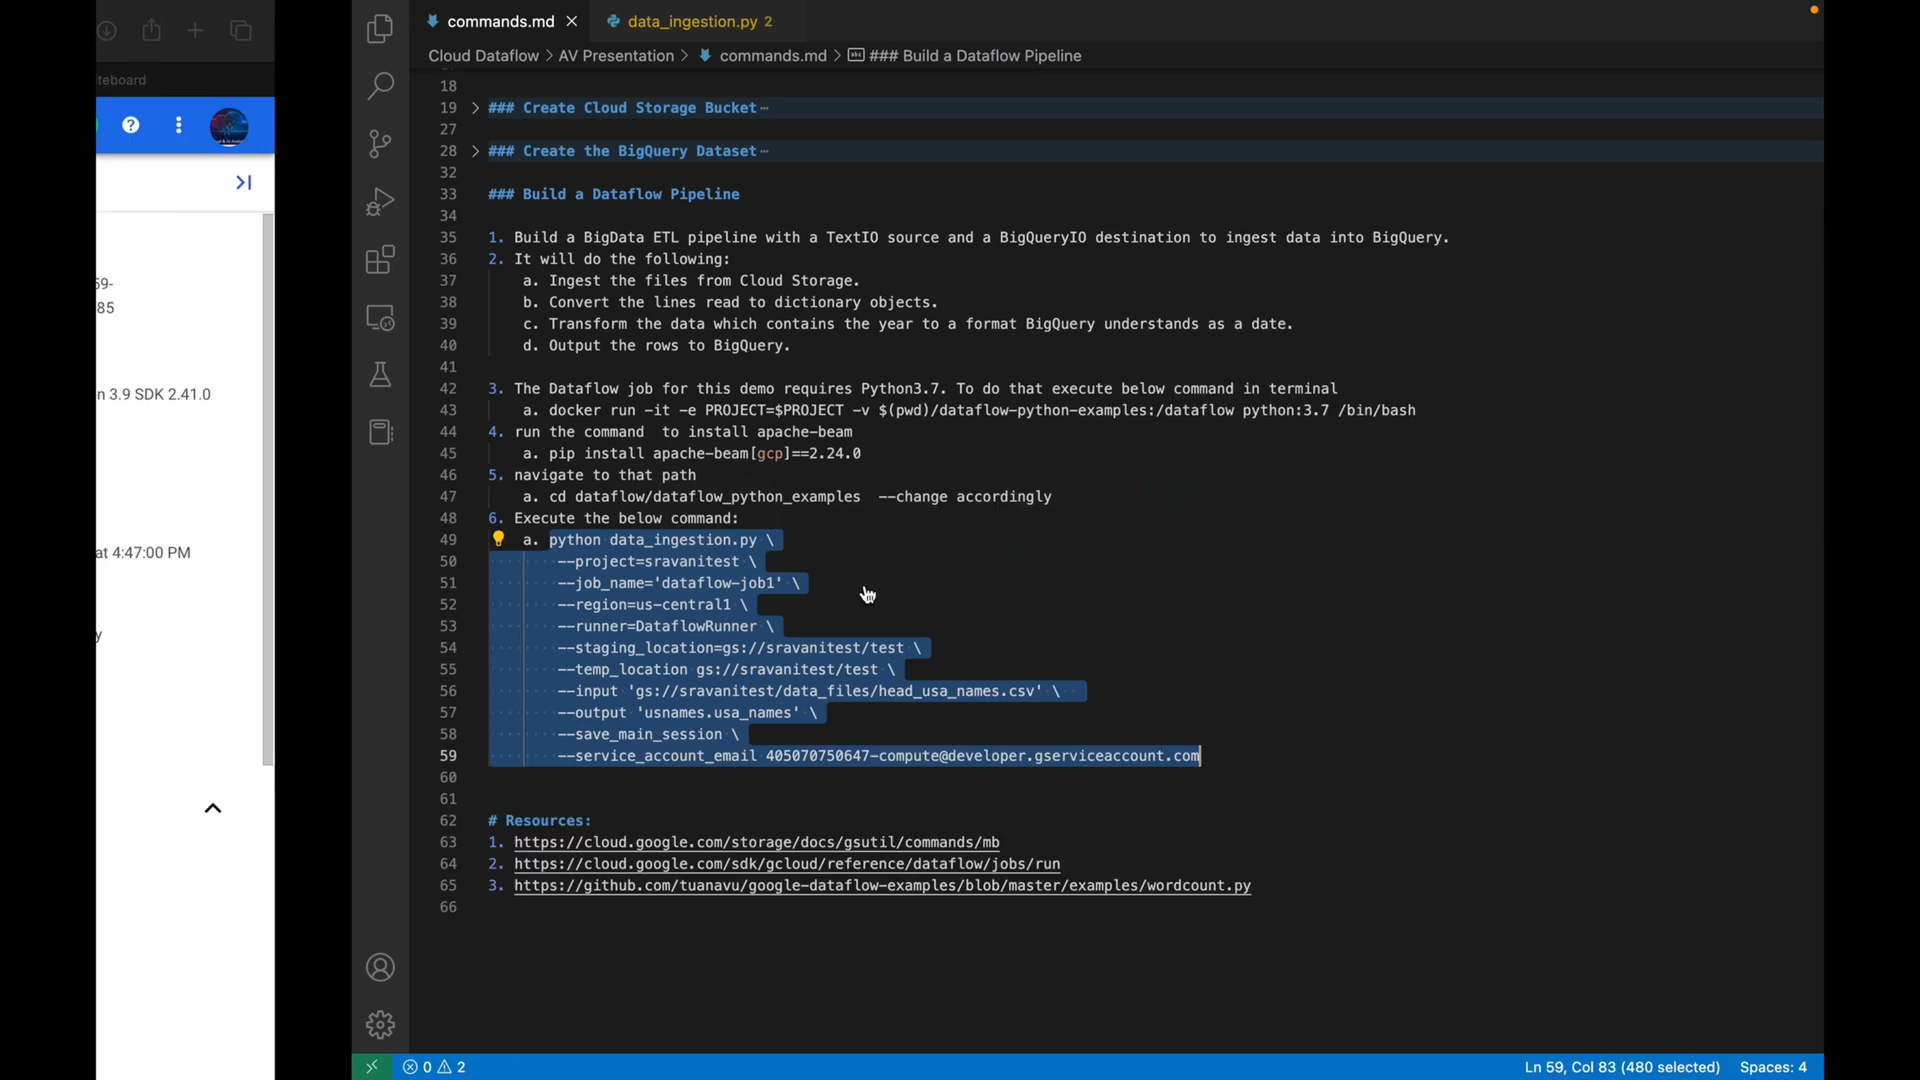 teboard
59-
85
n 3.9 SDK 2.41.0
at 4:47:00 PM
y
commands.md
data_ingestion.py 2
Cloud Dataflow > AV Presentation > commands.md > ### Build a Dataflow Pipeline
18
19 > ### Create Cloud Storage Bucket⋯
27
28 > ### Create the BigQuery Dataset⋯
32
33 ### Build a Dataflow Pipeline
34
35 1. Build a BigData ETL pipeline with a TextIO source and a BigQueryIO destination to ingest data into BigQuery.
36 2. It will do the following:
37 a. Ingest the files from Cloud Storage.
38 b. Convert the lines read to dictionary objects.
39 c. Transform the data which contains the year to a format BigQuery understands as a date.
40 d. Output the rows to BigQuery.
41
42 3. The Dataflow job for this demo requires Python3.7. To do that execute below command in terminal
43 a. docker run -it -e PROJECT=$PROJECT -v $(pwd)/dataflow-python-examples:/dataflow python:3.7 /bin/bash
44 4. run the command  to install apache-beam
45 a. pip install apache-beam[gcp]==2.24.0
46 5. navigate to that path
47 a. cd dataflow/dataflow_python_examples  --change accordingly
48 6. Execute the below command:
49 a. python data_ingestion.py \
50 --project=sravanitest \
51 --job_name='dataflow-job1' \
52 --region=us-central1 \
53 --runner=DataflowRunner \
54 --staging_location=gs://sravanitest/test \
55 --temp_location gs://sravanitest/test \
56 --input 'gs://sravanitest/data_files/head_usa_names.csv' \
57 --output 'usnames.usa_names' \
58 --save_main_session \
59 --service_account_email 405070750647-compute@developer.gserviceaccount.com
60
61
62 # Resources:
63 1. https://cloud.google.com/storage/docs/gsutil/commands/mb
64 2. https://cloud.google.com/sdk/gcloud/reference/dataflow/jobs/run
65 3. https://github.com/tuanavu/google-dataflow-examples/blob/master/examples/wordcount.py
66
0 2
Ln 59, Col 83 (480 selected) Spaces: 4